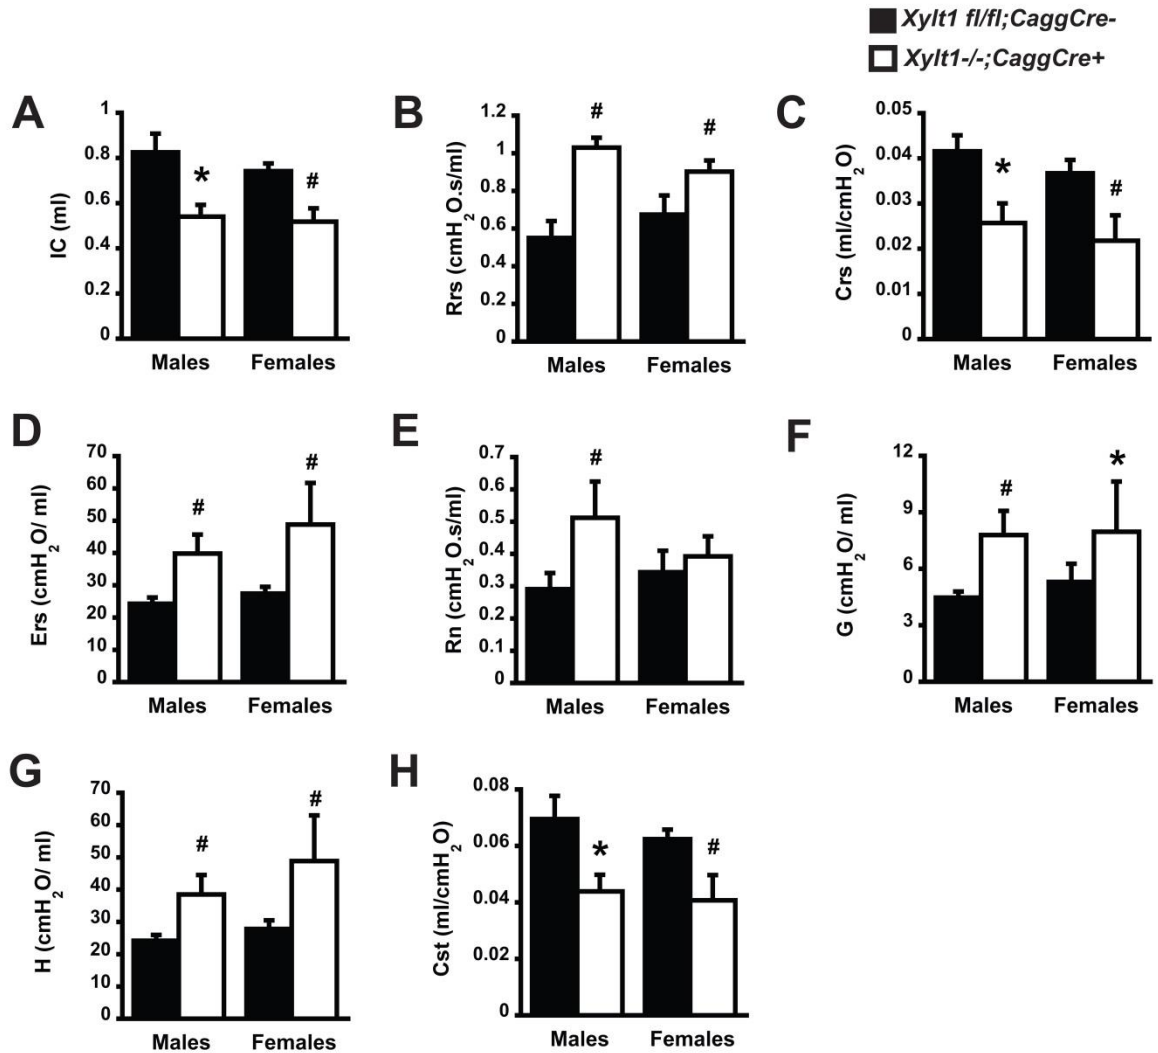 Xylt1 fl/fl;CaggCre-
Xylt1-/-;CaggCre+
A
IC (ml)
1
0.8
0.6
0.4
0.2
0
*
#
Males
Females
B
Rrs (cmH2O.s/ml)
1.2
1
0.8
0.6
0.4
0.2
0
#
#
Males
Females
C
Crs (ml/cmH2O)
0.05
0.04
0.03
0.02
0.01
0
*
#
Males
Females
D
Ers (cmH2O/ ml)
70
60
50
40
30
20
10
0
#
#
Males
Females
E
Rn (cmH2O.s/ml)
0.7
0.6
0.5
0.4
0.3
0.2
0.1
0
#
Males
Females
F
G (cmH2O/ ml)
12
9
6
3
0
#
*
Males
Females
G
H (cmH2O/ ml)
70
60
50
40
30
20
10
0
#
#
Males
Females
H
Cst (ml/cmH2O)
0.08
0.06
0.04
0.02
0
*
#
Males
Females